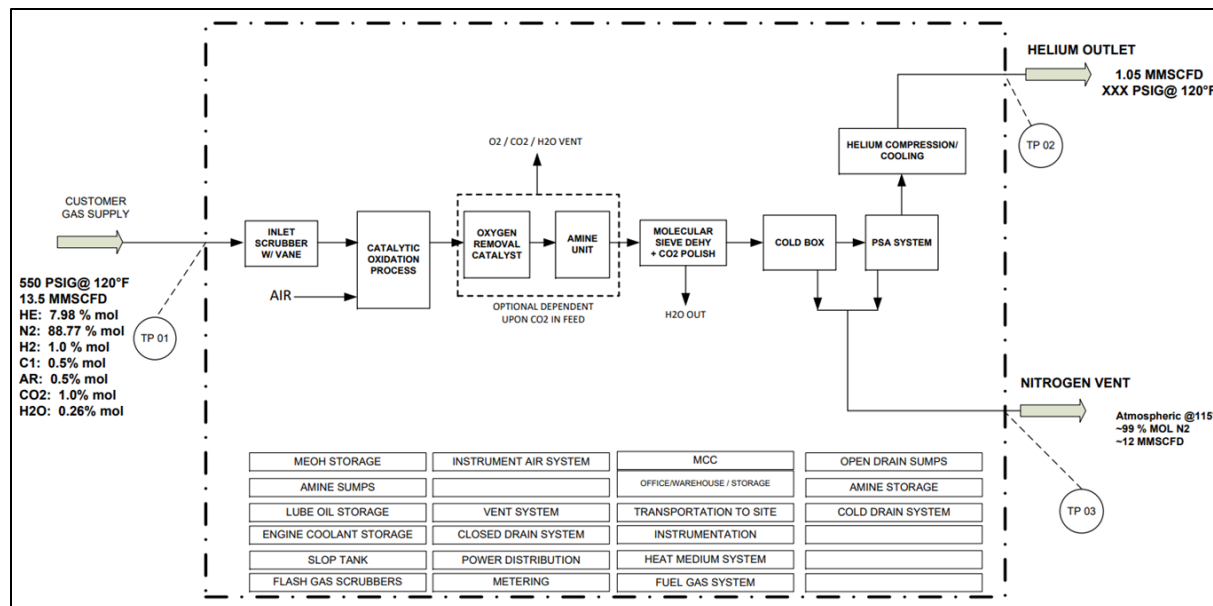 HELIUM OUTLET
1.05 MMSCFD
XXX PSIG@ 120°F
TP 02
HELIUM COMPRESSION/
COOLING
O2 / CO2 / H2O VENT
CUSTOMER
GAS SUPPLY
INLET
SCRUBBER
W/ VANE
CATALYTIC
OXIDATION
PROCESS
OXYGEN
REMOVAL
CATALYST
AMINE
UNIT
MOLECULAR
SIEVE DEHY
+ CO2 POLISH
COLD BOX
PSA SYSTEM
AIR
OPTIONAL DEPENDENT
UPON CO2 IN FEED
H2O OUT
550 PSIG@ 120°F
13.5 MMSCFD
HE: 7.98 % mol
N2: 88.77 % mol
H2: 1.0 % mol
C1: 0.5% mol
AR: 0.5% mol
CO2: 1.0% mol
H2O: 0.26% mol
TP 01
NITROGEN VENT
Atmospheric @115°
~99 % MOL N2
~12 MMSCFD
TP 03
MEOH STORAGE
INSTRUMENT AIR SYSTEM
MCC
OPEN DRAIN SUMPS
AMINE SUMPS
OFFICE/WAREHOUSE / STORAGE
AMINE STORAGE
LUBE OIL STORAGE
VENT SYSTEM
TRANSPORTATION TO SITE
COLD DRAIN SYSTEM
ENGINE COOLANT STORAGE
CLOSED DRAIN SYSTEM
INSTRUMENTATION
SLOP TANK
POWER DISTRIBUTION
HEAT MEDIUM SYSTEM
FLASH GAS SCRUBBERS
METERING
FUEL GAS SYSTEM